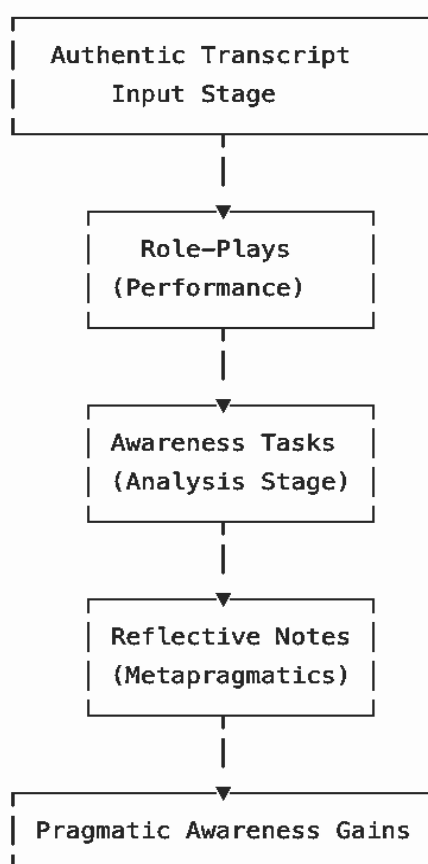 Authentic Transcript
Input Stage
Role-Plays
(Performance)
Awareness Tasks
(Analysis Stage)
Reflective Notes
(Metapragmatics)
Pragmatic Awareness Gains